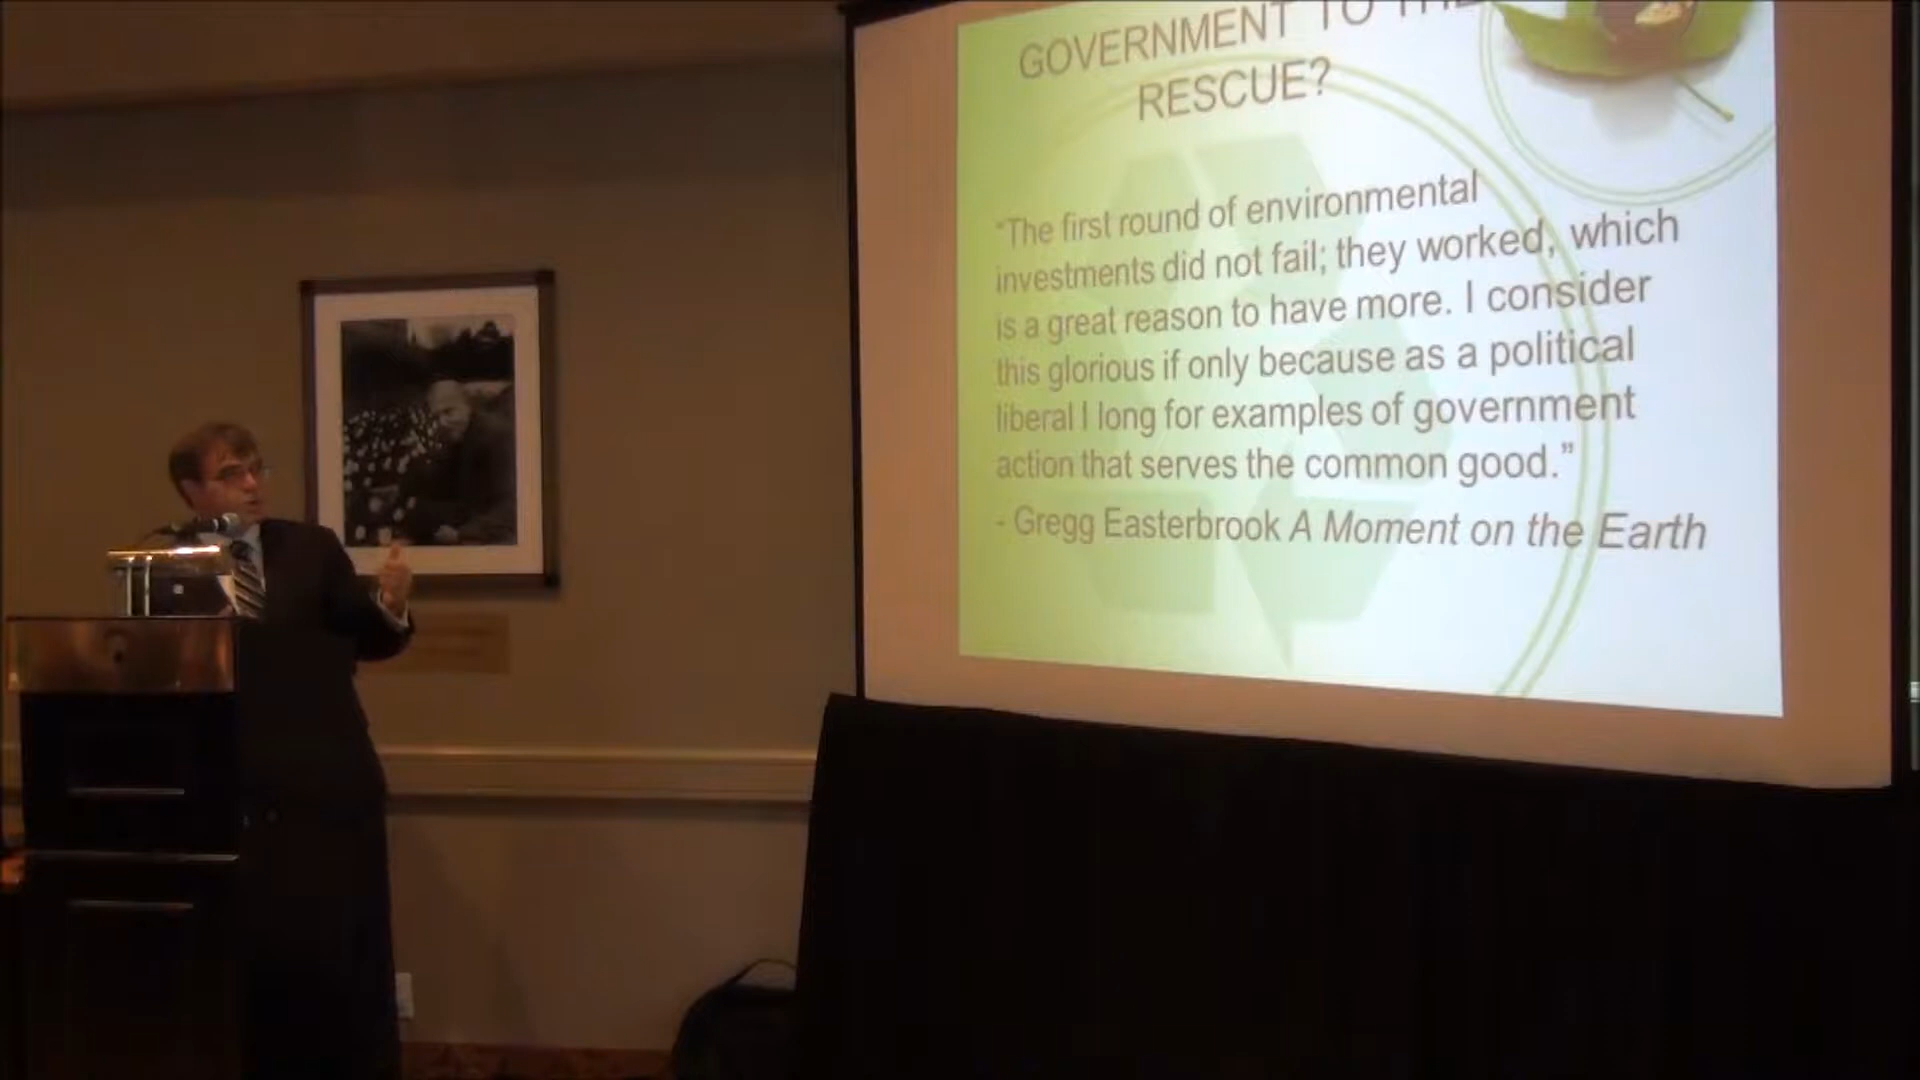 GOVERNMENT TO THE
RESCUE?
"The first round of environmental
investments did not fail; they worked, which
is a great reason to have more. I consider
this glorious if only because as a political
liberal I long for examples of government
action that serves the common good."
- Gregg Easterbrook A Moment on the Earth